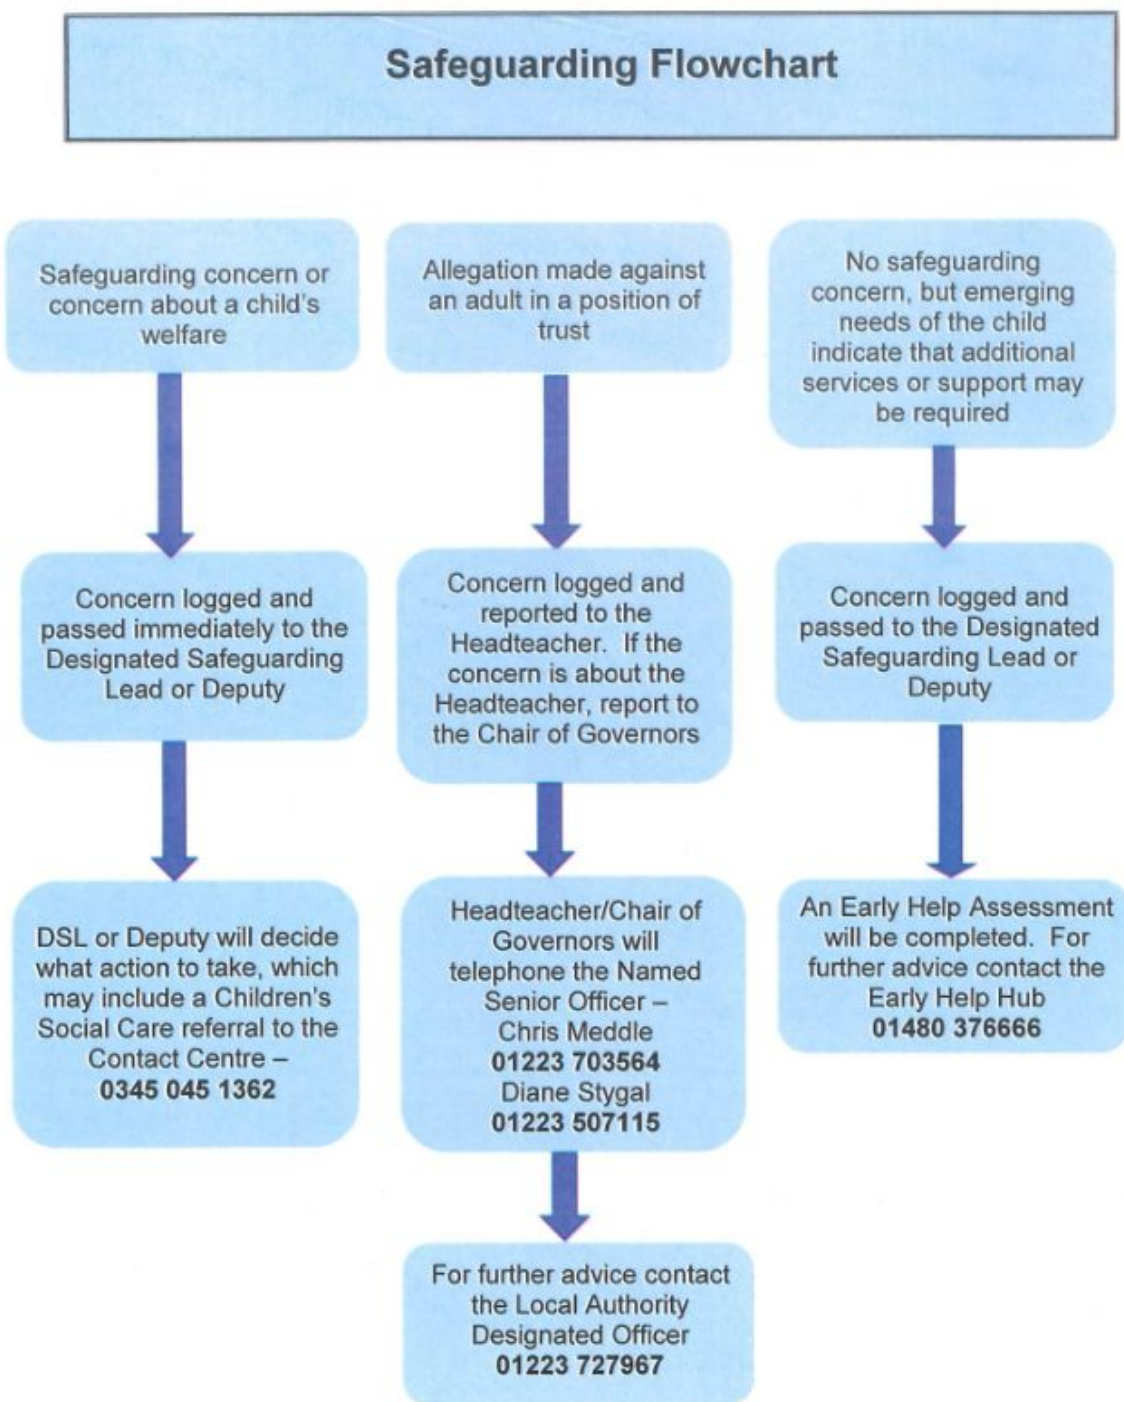 Safeguarding Flowchart
Safeguarding concern or
concern about a child's
welfare
Concern logged and
passed immediately to the
Designated Safeguarding
Lead or Deputy
DSL or Deputy will decide
what action to take, which
may include a Children's
Social Care referral to the
Contact Centre –
0345 045 1362
Allegation made against
an adult in a position of
trust
Concern logged and
reported to the
Headteacher. If the
concern is about the
Headteacher, report to
the Chair of Governors
Headteacher/Chair of
Governors will
telephone the Named
Senior Officer –
Chris Meddle
01223 703564
Diane Stygal
01223 507115
For further advice contact
the Local Authority
Designated Officer
01223 727967
No safeguarding
concern, but emerging
needs of the child
indicate that additional
services or support may
be required
Concern logged and
passed to the Designated
Safeguarding Lead or
Deputy
An Early Help Assessment
will be completed. For
further advice contact the
Early Help Hub
01480 376666